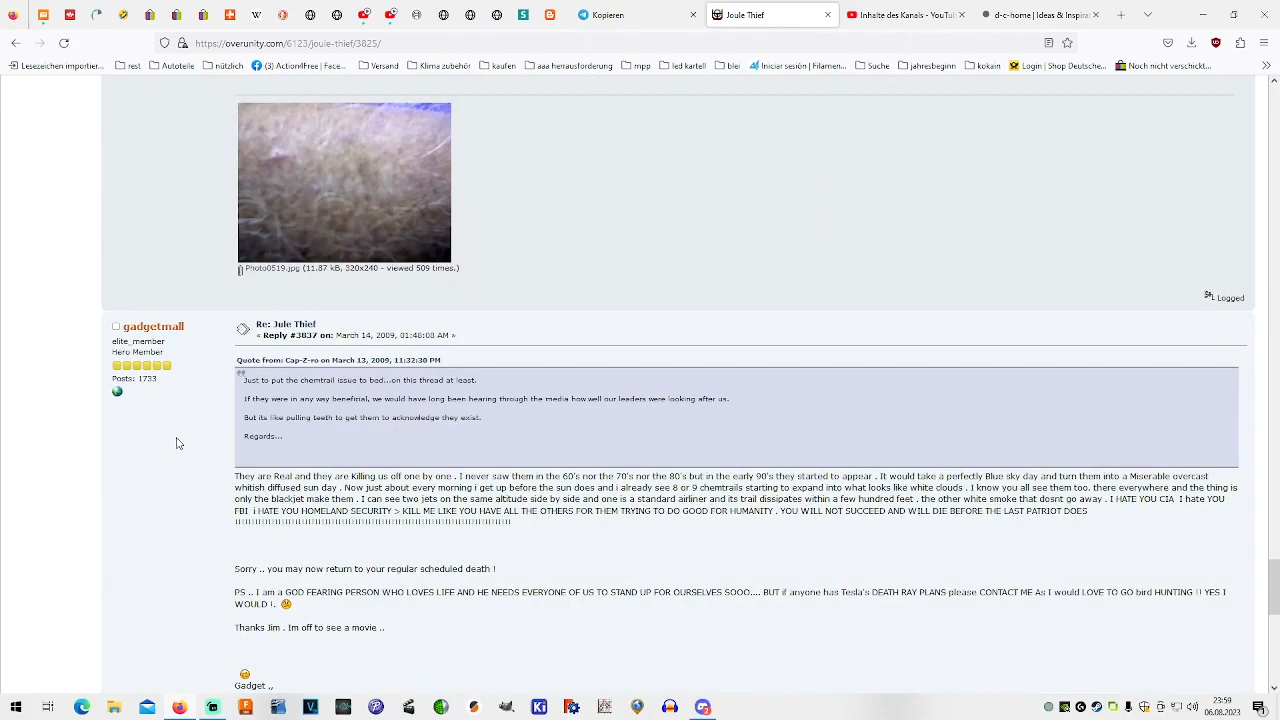 Kopieren
Joule Thief
Inhalte des Kanals - YouTub
d-c-home | Ideas & Inspir
https://overunity.com/6123/joule-thief/3825/
Lesezeichen importier...
rest
Autoteile
nützlich
(3) Action4Free | Face...
Versand
Klima zubehör
kaufen
aaa herrausforderung
mpp
led kartell
blei
Iniciar sesión | Filamen...
Suche
jahresbeginn
kokain
Login | Shop Deutsche...
Noch nicht verschickt...
Photo0519.jpg (11.87 kB, 320x240 - viewed 509 times.)
Logged
gadgetmall
elite_member
Hero Member
Posts: 1733
Re: Jule Thief
« Reply #3837 on: March 14, 2009, 01:48:08 AM »
Quote from: Cap-Z-ro on March 13, 2009, 11:32:30 PM
Just to put the chemtrail issue to bed...on this thread at least.
If they were in any way beneficial, we would have long been hearing through the media how well our leaders were looking after us.
But its like pulling teeth to get them to acknowledge they exist.
Regards...
They are Real and they are Killing us off one by one . I never saw them in the 60's nor the 70's nor the 80's but in the early 90's they started to appear . It would take a perfectly Blue sky day and turn them into a Miserable overcast
whitish diffused sun day . Now just about every morning i get up before the sun does and i already see 8 or 9 chemtrails starting to expand into what looks like white clouds . I know you all see them too. there everywhere and the thing is
only the blackjet make them . I can see two jets on the same altitude side by side and one is a standard airliner and its trail dissipates within a few hundred feet . the other white smoke that dosnt go away . I HATE YOU CIA I hate YOU
FBI i HATE YOU HOMELAND SECURITY > KILL ME LIKE YOU HAVE ALL THE OTHERS FOR THEM TRYING TO DO GOOD FOR HUMANITY . YOU WILL NOT SUCCEED AND WILL DIE BEFORE THE LAST PATRIOT DOES
Sorry .. you may now return to your regular scheduled death !
PS .. I am a GOD FEARING PERSON WHO LOVES LIFE AND HE NEEDS EVERYONE OF US TO STAND UP FOR OURSELVES SOOO.... BUT if anyone has Tesla's DEATH RAY PLANS please CONTACT ME As I would LOVE TO GO bird HUNTING !! YES I
WOULD !.
Thanks Jim . Im off to see a movie ..
Gadget ,,
23:59
06.09.2023